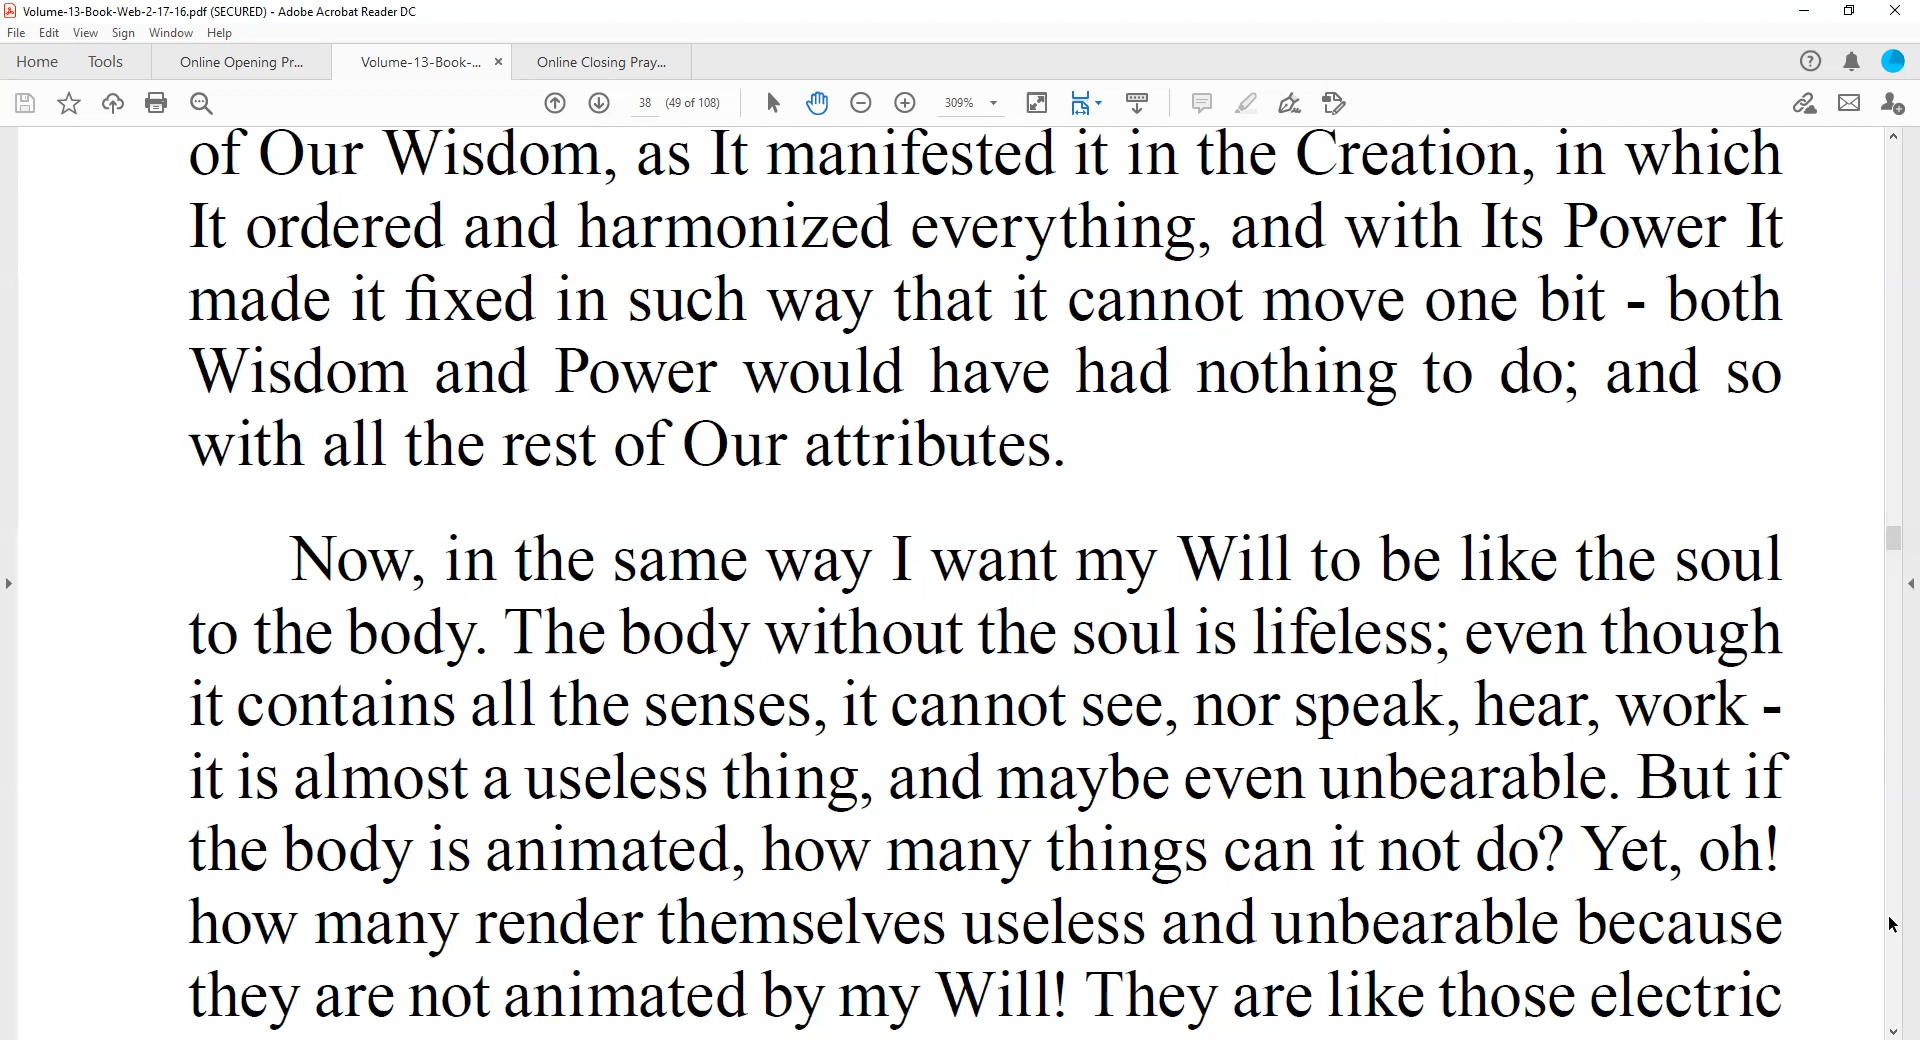 Volume-13-Book-Web-2-17-16.pdf (SECURED) - Adobe Acrobat Reader DC
File Edit View Sign Window Help
Home Tools Online Opening Pr... Volume-13-Book-... × Online Closing Pray...
38 (49 of 108) 309%
of Our Wisdom, as It manifested it in the Creation, in which
It ordered and harmonized everything, and with Its Power It
made it fixed in such way that it cannot move one bit - both
Wisdom and Power would have had nothing to do; and so
with all the rest of Our attributes.
Now, in the same way I want my Will to be like the soul
to the body. The body without the soul is lifeless; even though
it contains all the senses, it cannot see, nor speak, hear, work -
it is almost a useless thing, and maybe even unbearable. But if
the body is animated, how many things can it not do? Yet, oh!
how many render themselves useless and unbearable because
they are not animated by my Will! They are like those electric